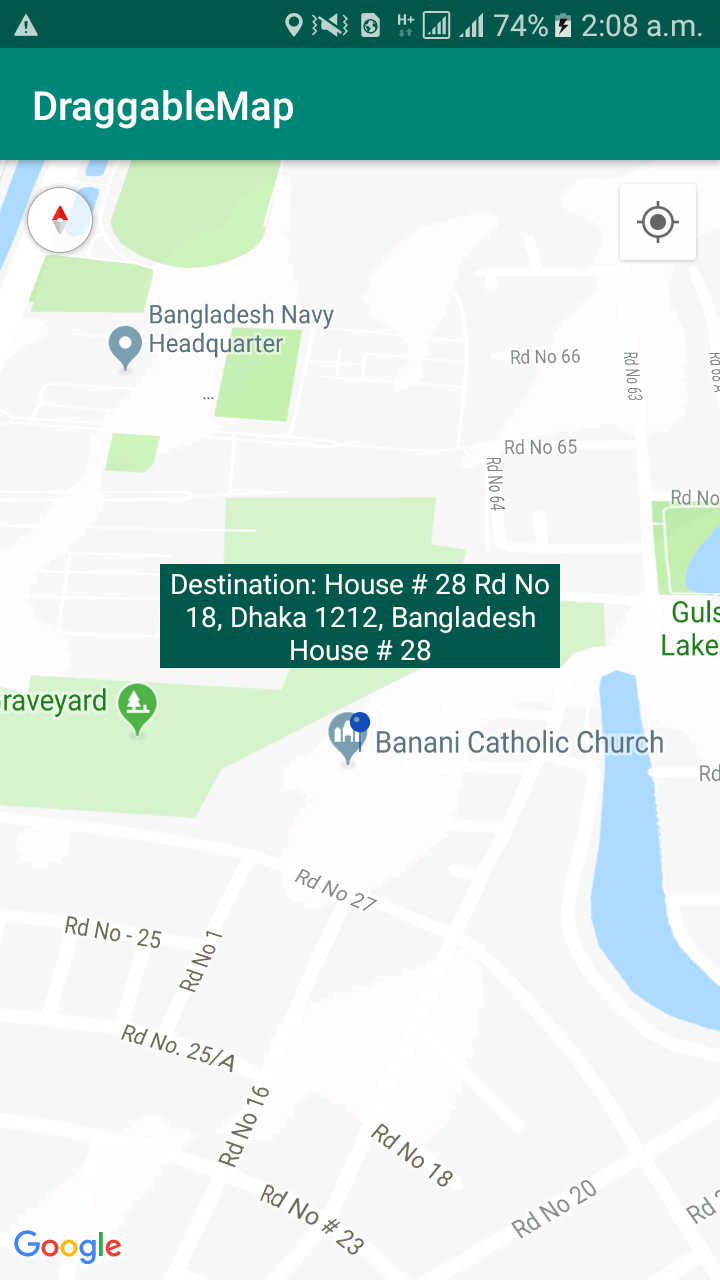 H+ 74% 2:08 a.m.
DraggableMap
Bangladesh Navy
Headquarter
...
Rd No 66
Rd No 63
Rd No 65
Rd No 64
Rd No
Destination: House # 28 Rd No
18, Dhaka 1212, Bangladesh
House # 28
Guls
Lake
raveyard
Banani Catholic Church
Rd
Rd No 27
Rd No - 25
Rd No 1
Rd No. 25/A
Rd No 16
Rd No 18
Rd No 20
Rd No # 23
Google